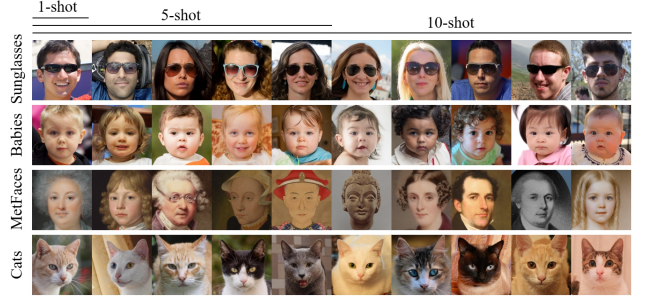 1-shot
5-shot
10-shot
Sunglasses
Babies
MetFaces
Cats